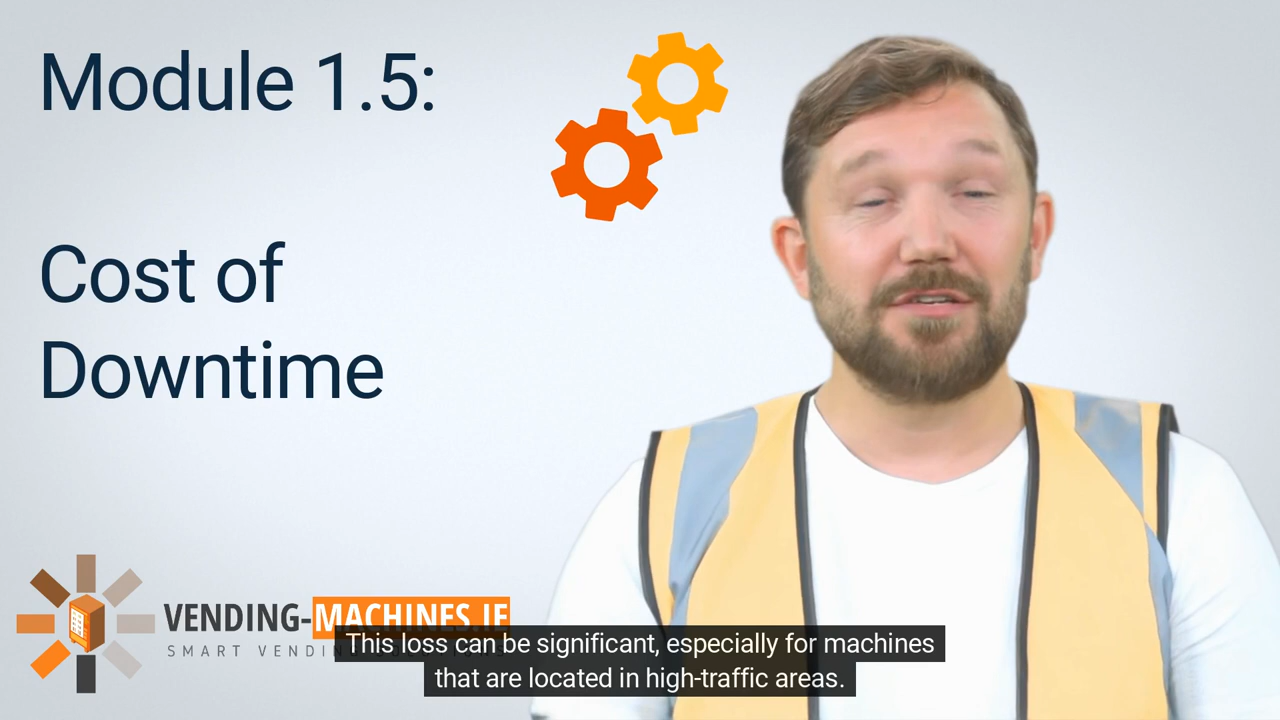 Module 1.5:
Cost of
Downtime
VENDING-MACHINES.IE
SMART VENDIN
This loss can be significant, especially for machines
that are located in high-traffic areas.